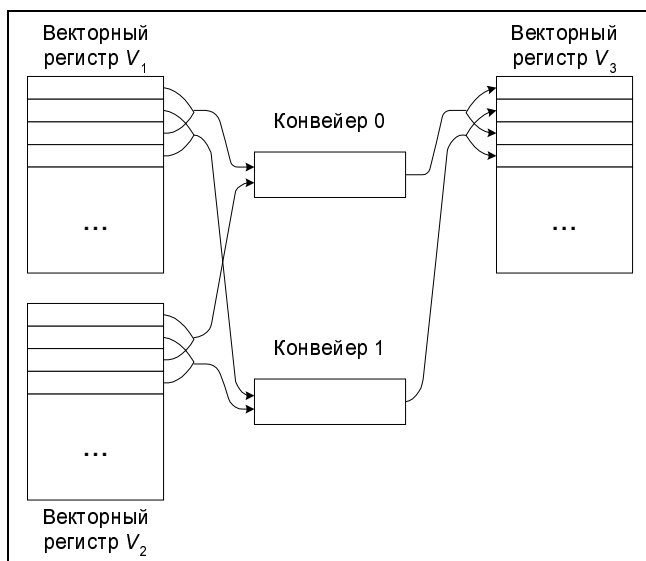 Векторный
регистр V1
Векторный
регистр V3
Конвейер 0
...
...
Конвейер 1
...
Векторный
регистр V2